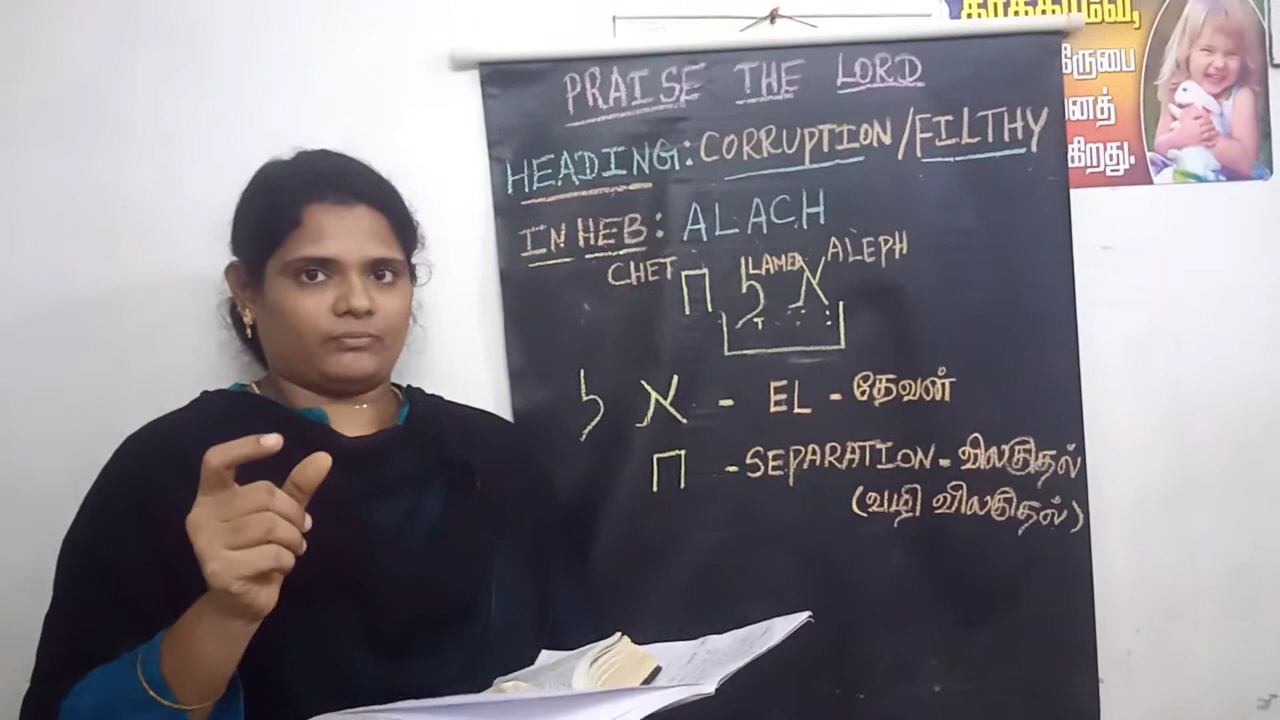 PRAISE THE LORD
HEADING: CORRUPTION/FILTHY
IN HEB: ALACH
CHET ח ל LAMED א ALEPH
ל א - EL - தேவன்
ח - SEPARATION - விலகுதல்
(வழி விலகுதல்)
கிறது.